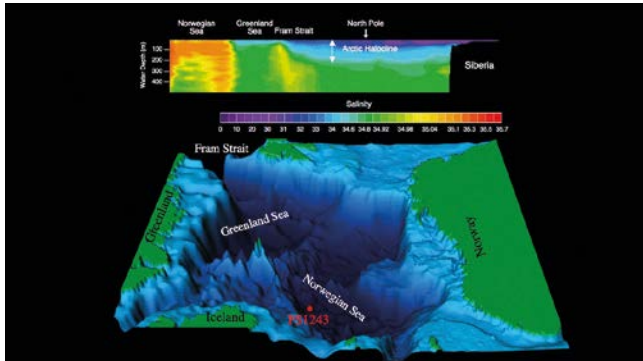 Norwegian Sea
Greenland Sea
Fram Strait
North Pole
Arctic Halocline
Siberia
Water Depth (m)
100
200
300
400
Salinity
0 10 20 30 31 32 33 34 34.6 34.8 34.92 34.98 35.04 35.1 35.3 35.5 35.7
Fram Strait
Greenland
Greenland Sea
Norway
Norwegian Sea
Iceland
PS1243